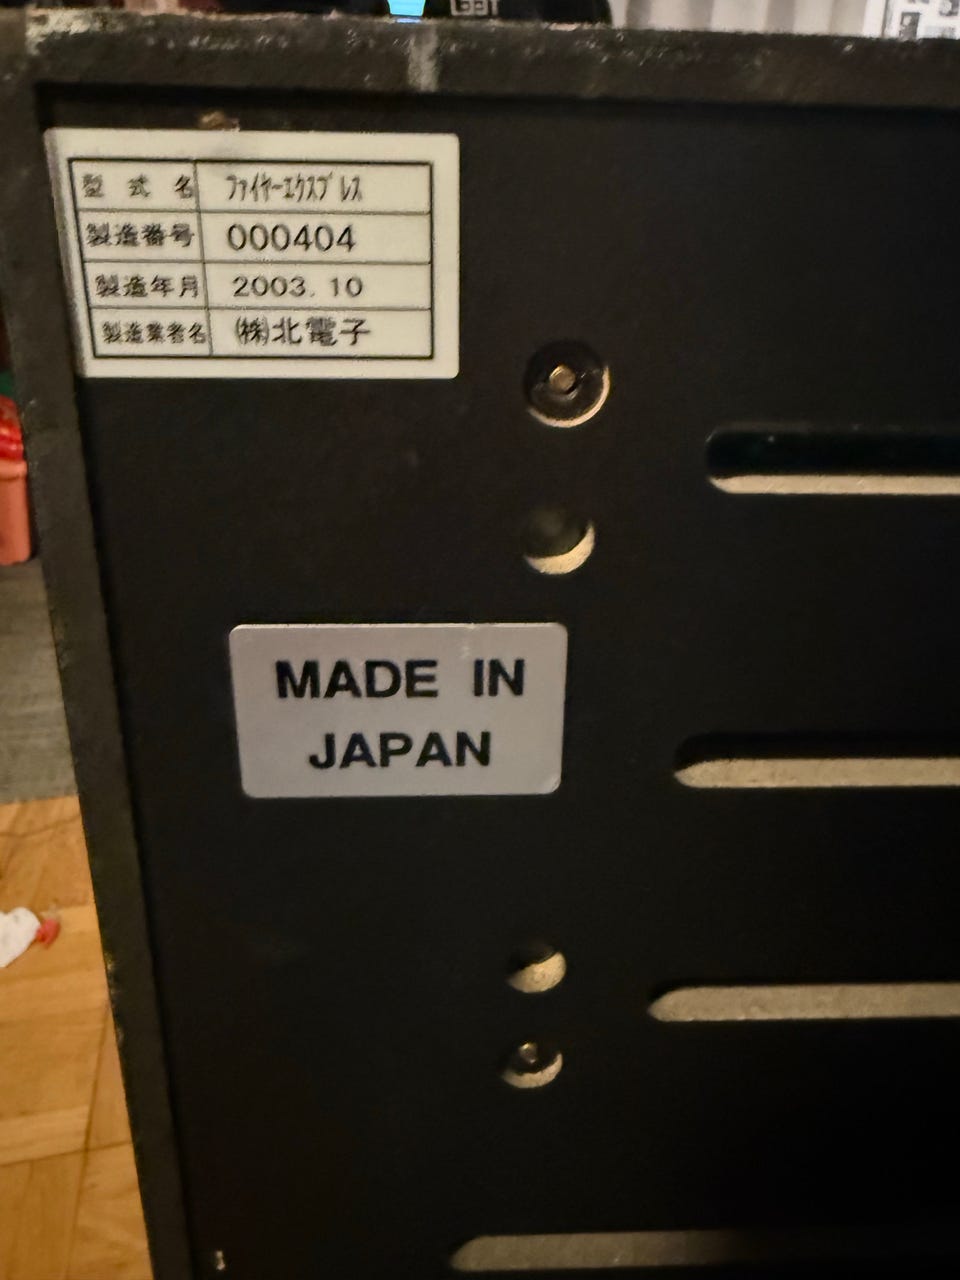 型式名 ファイヤーエクスプレス
製造番号 000404
製造年月 2003.10
製造業者名 ㈱北電子
MADE IN
JAPAN